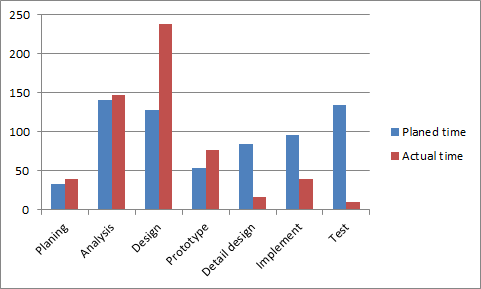 250
200
150
100
50
0
Planing
Analysis
Design
Prototype
Detail design
Implement
Test
Planed time
Actual time